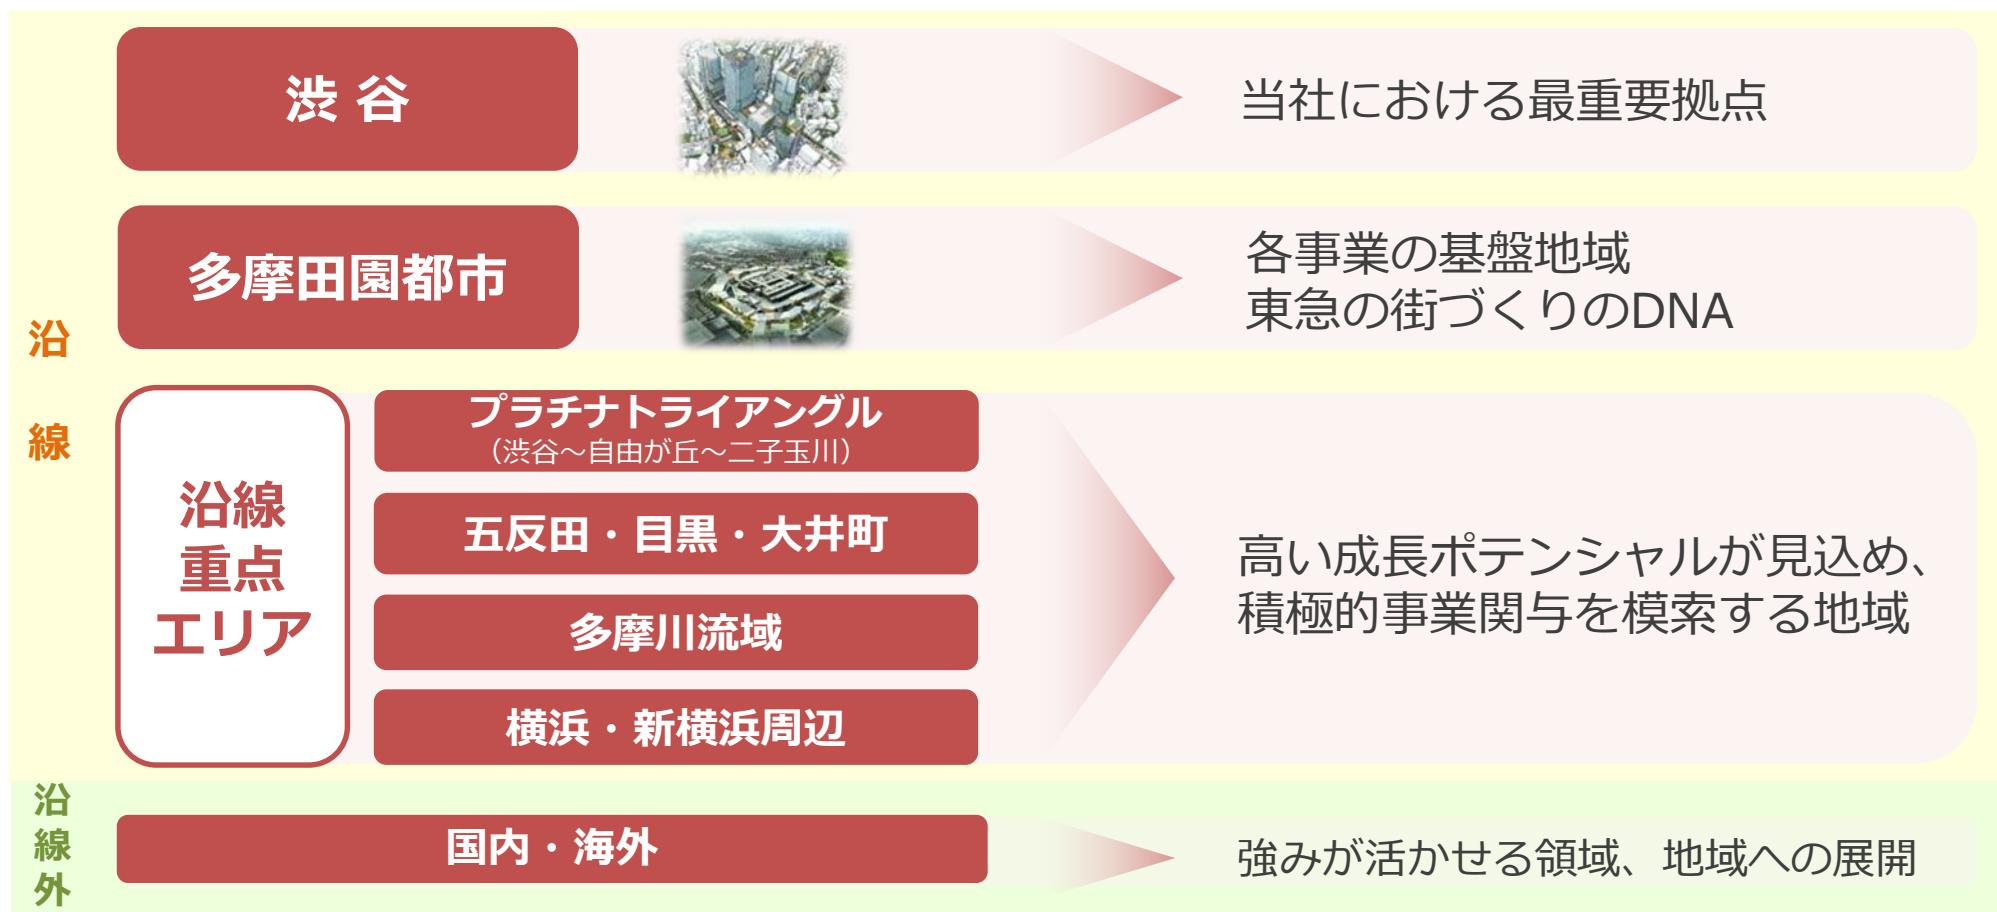 渋 谷
当社における最重要拠点
多摩田園都市
各事業の基盤地域
東急の街づくりのDNA
沿
線
沿線
重点
エリア
プラチナトライアングル
（渋谷～自由が丘～二子玉川）
五反田・目黒・大井町
多摩川流域
横浜・新横浜周辺
高い成長ポテンシャルが見込め、
積極的事業関与を模索する地域
沿
線
外
国内・海外
強みが活かせる領域、地域への展開